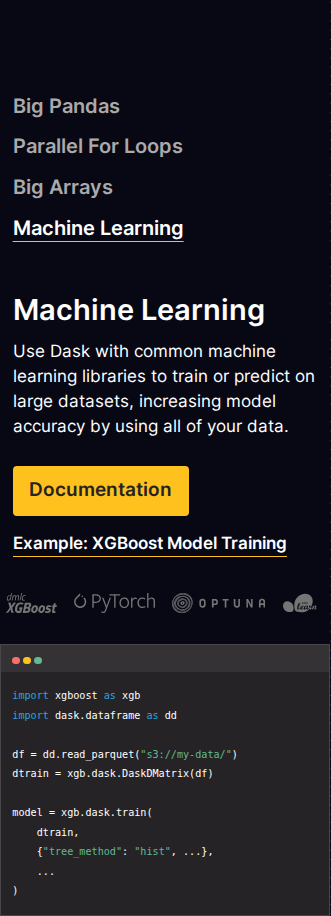 Big Pandas
Parallel For Loops
Big Arrays
Machine Learning
Machine Learning
Use Dask with common machine
learning libraries to train or predict on
large datasets, increasing model
accuracy by using all of your data.
Documentation
Example: XGBoost Model Training
dmlc
XGBoost
PyTorch
OPTUNA
learn
import xgboost as xgb
import dask.dataframe as dd
df = dd.read_parquet("s3://my-data/")
dtrain = xgb.dask.DaskDMatrix(df)
model = xgb.dask.train(
    dtrain,
    {"tree_method": "hist", ...},
    ...
)